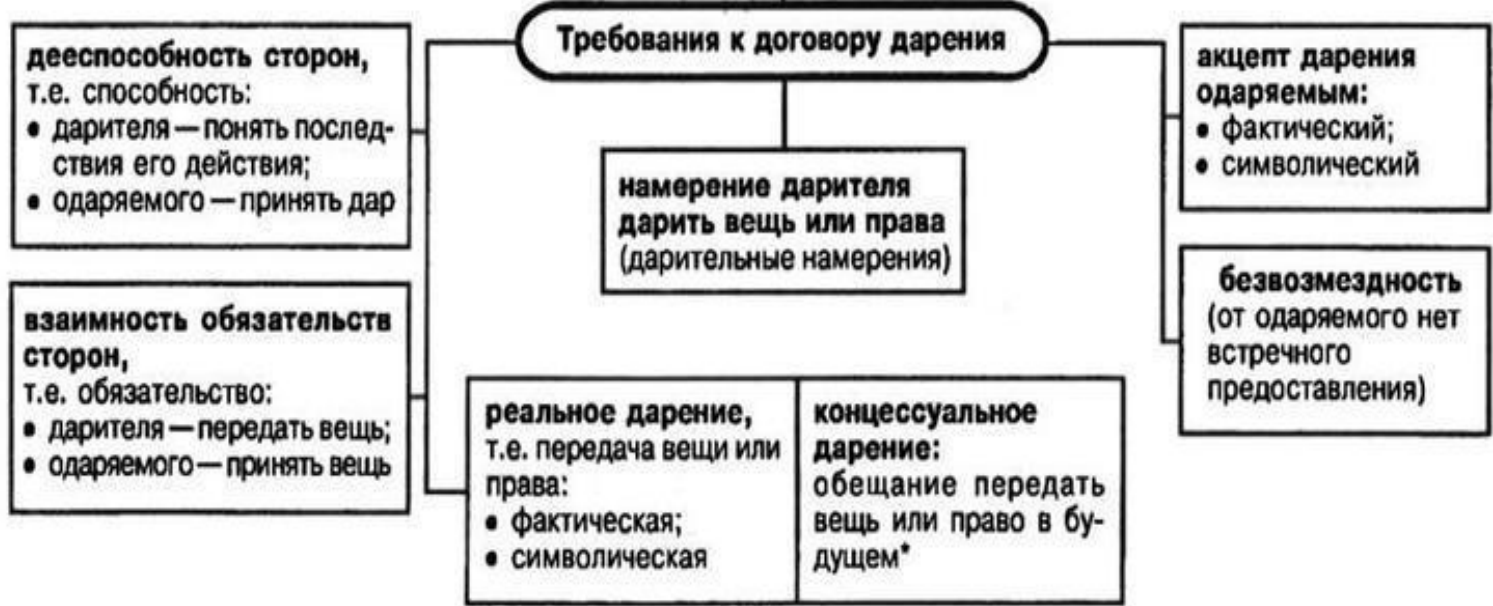 Требования к договору дарения
дееспособность сторон,
т.е. способность:
• дарителя — понять послед-
ствия его действия;
• одаряемого — принять дар
взаимность обязательств
сторон,
т.е. обязательство:
• дарителя — передать вещь;
• одаряемого — принять вещь
намерение дарителя
дарить вещь или права
(дарительные намерения)
реальное дарение,
т.е. передача вещи или
права:
• фактическая;
• символическая
концессуальное
дарение:
обещание передать
вещь или право в бу-
дущем*
акцепт дарения
одаряемым:
• фактический;
• символический
безвозмездность
(от одаряемого нет
встречного
предоставления)